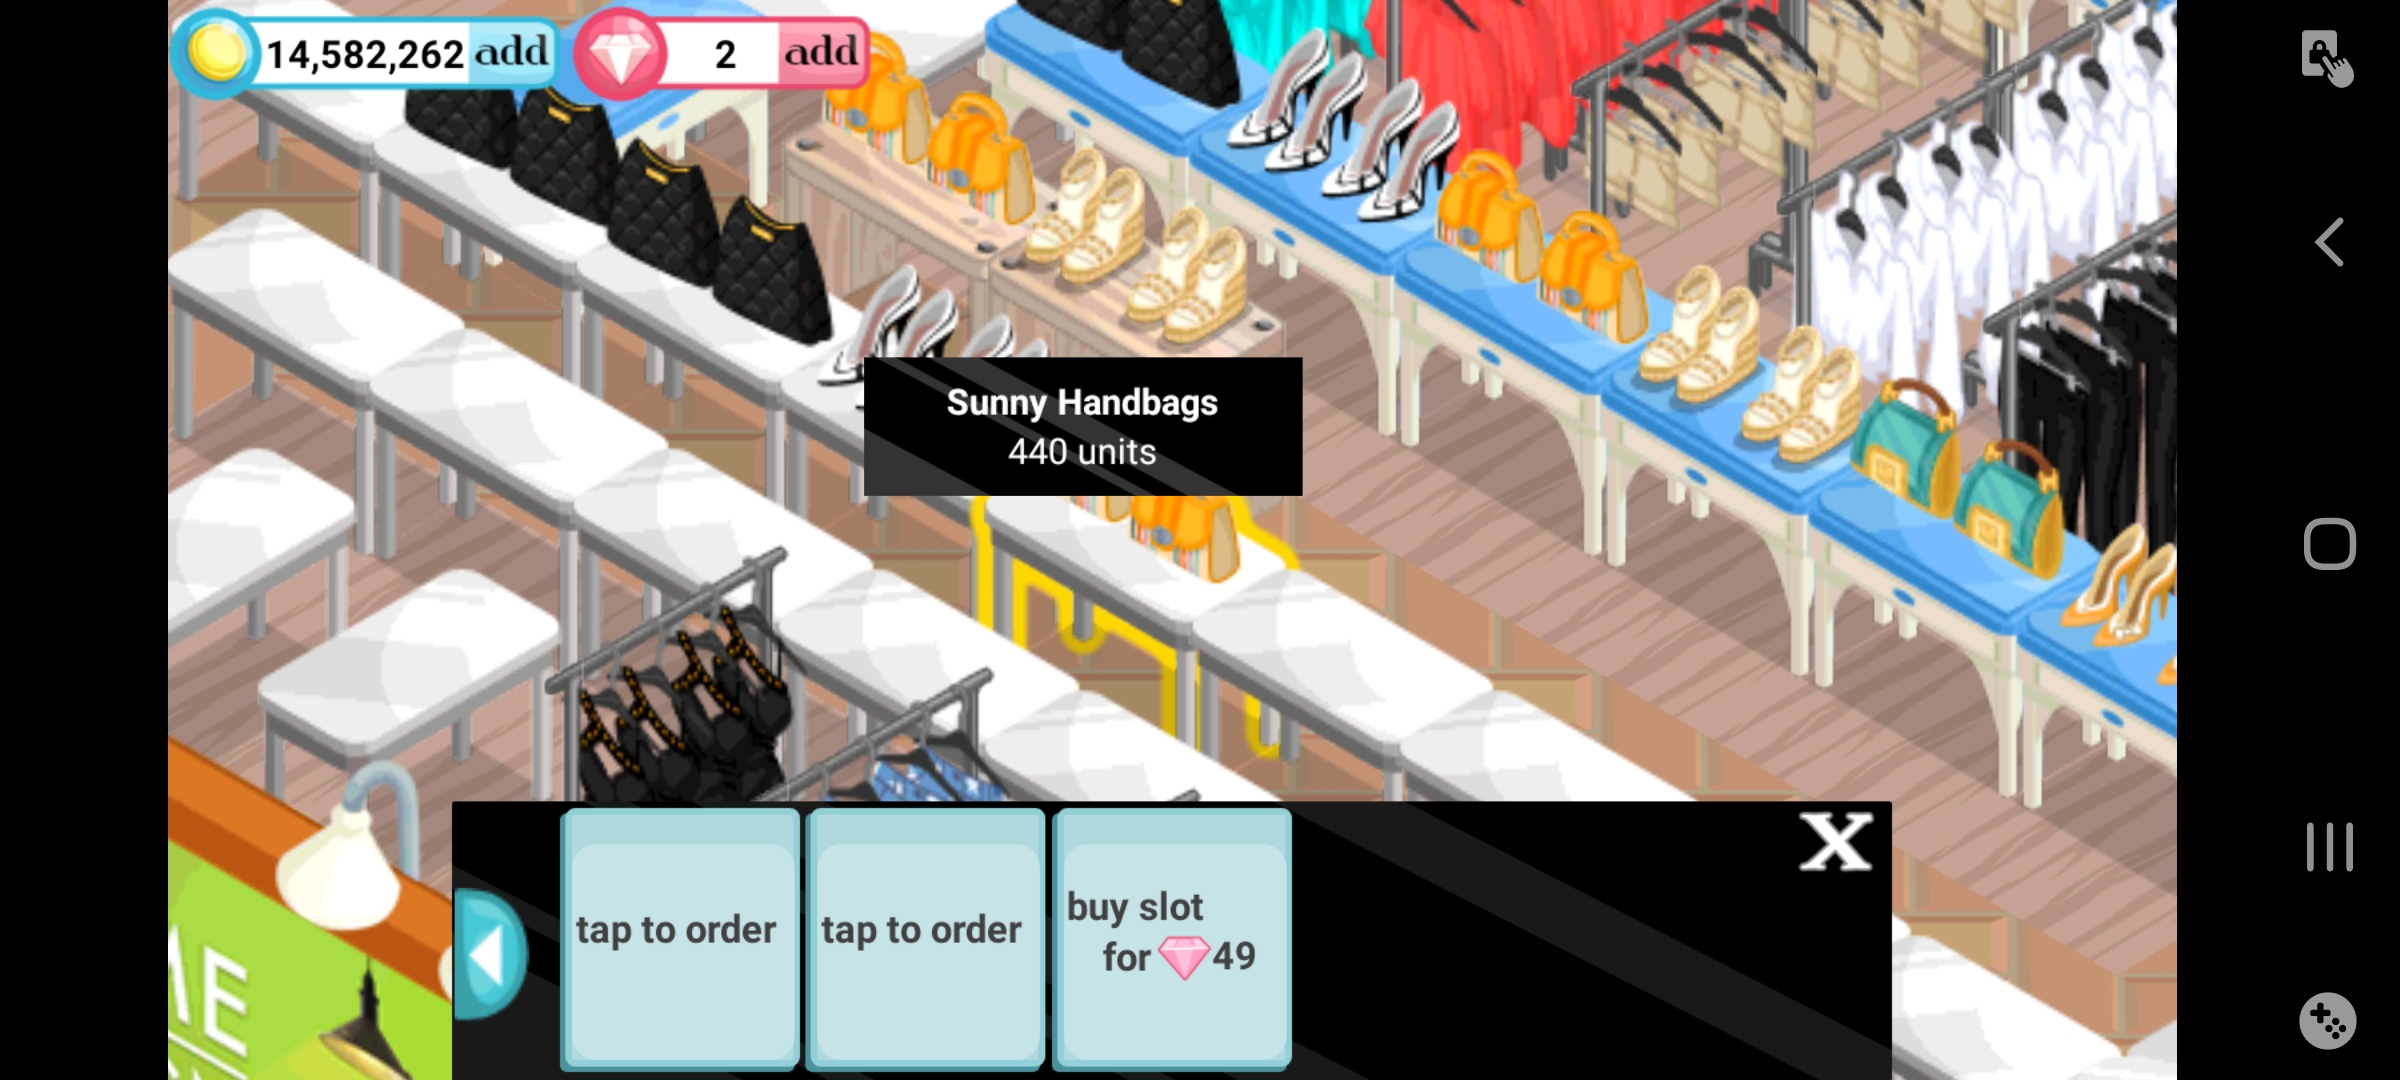 14,582,262 add
2 add
Sunny Handbags
440 units
tap to order
tap to order
buy slot
for 49
X